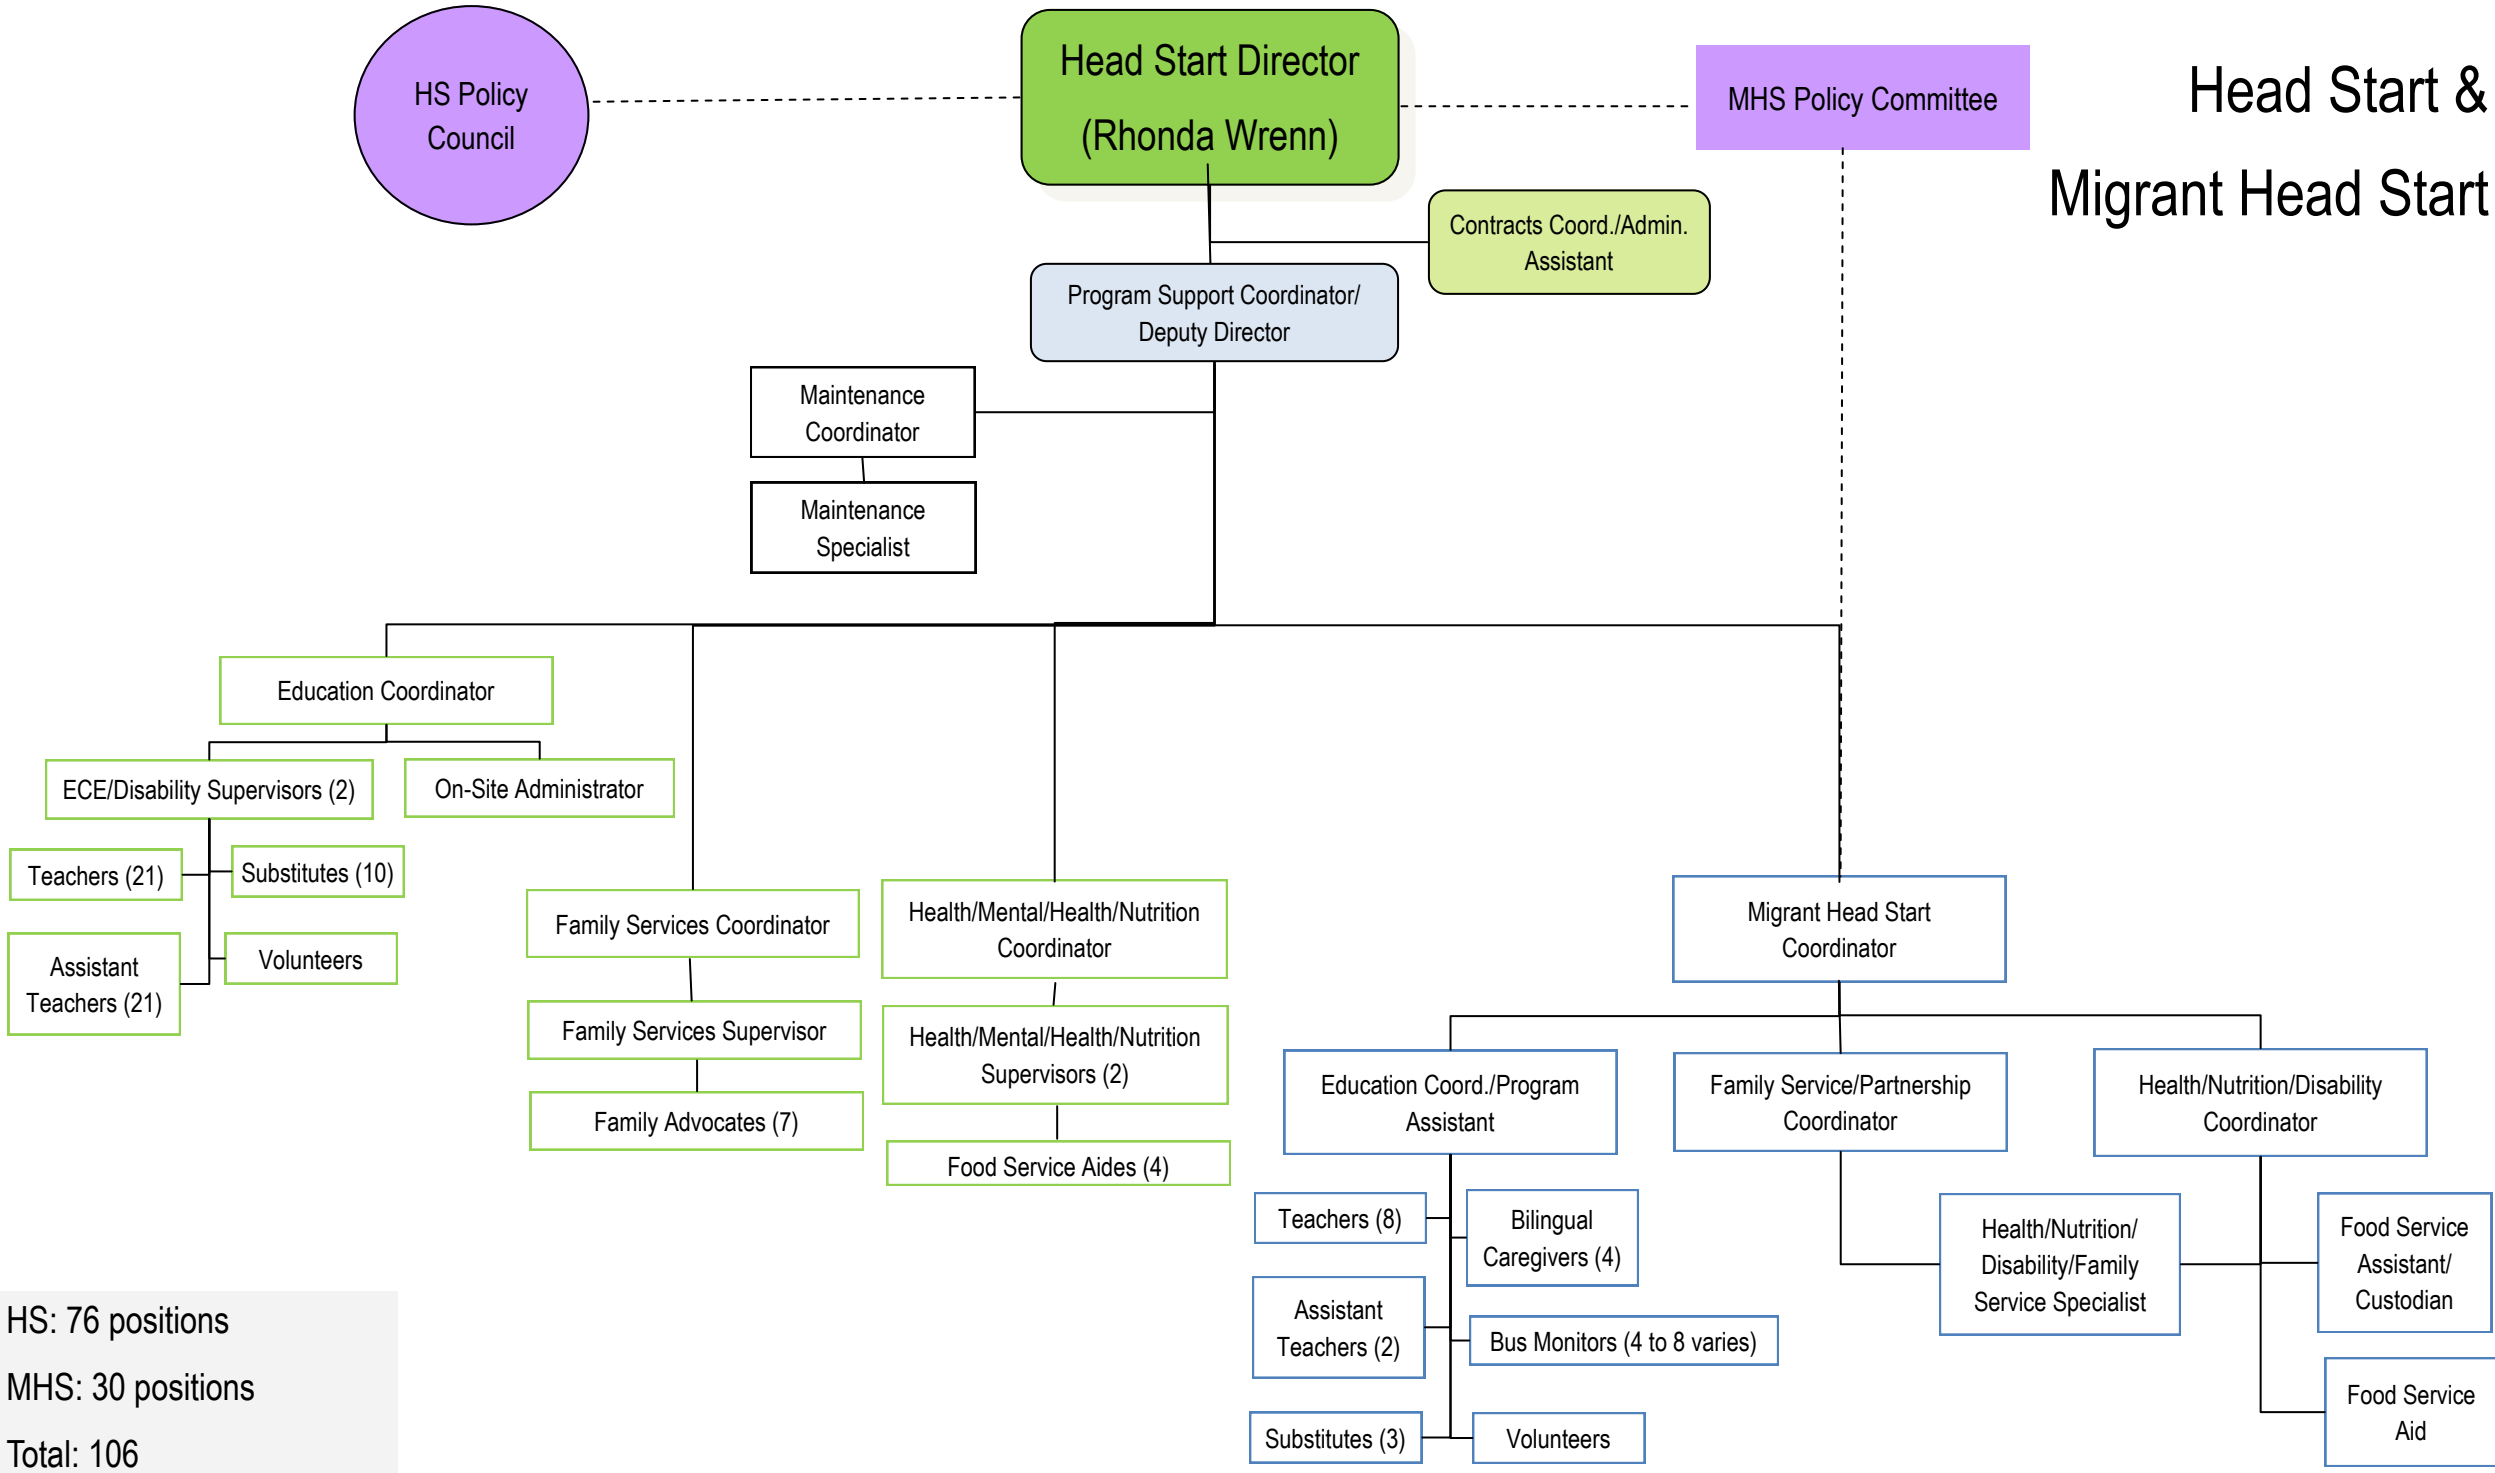 HS Policy
Council
Head Start Director
(Rhonda Wrenn)
MHS Policy Committee
Head Start &
Migrant Head Start
Contracts Coord./Admin.
Assistant
Program Support Coordinator/
Deputy Director
Maintenance
Coordinator
Maintenance
Specialist
Education Coordinator
ECE/Disability Supervisors (2)
On-Site Administrator
Teachers (21)
Substitutes (10)
Assistant
Teachers (21)
Volunteers
Family Services Coordinator
Family Services Supervisor
Family Advocates (7)
Health/Mental/Health/Nutrition
Coordinator
Health/Mental/Health/Nutrition
Supervisors (2)
Food Service Aides (4)
Migrant Head Start
Coordinator
Education Coord./Program
Assistant
Family Service/Partnership
Coordinator
Health/Nutrition/Disability
Coordinator
Teachers (8)
Bilingual
Caregivers (4)
Assistant
Teachers (2)
Bus Monitors (4 to 8 varies)
Substitutes (3)
Volunteers
Health/Nutrition/
Disability/Family
Service Specialist
Food Service
Assistant/
Custodian
Food Service
Aid
HS: 76 positions
MHS: 30 positions
Total: 106